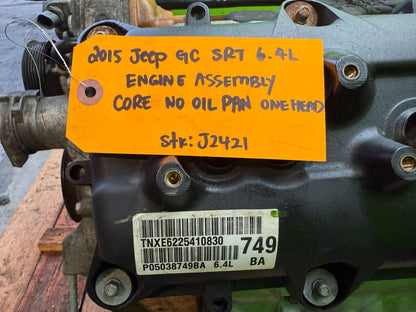 2015 Jeep GC SRT 6.4L
ENGINE ASSEMBLY
CORE NO OIL PAN ONE HEAD
Stk: J2421
TNXE6225410830
749
P05038749BA 6.4L
BA